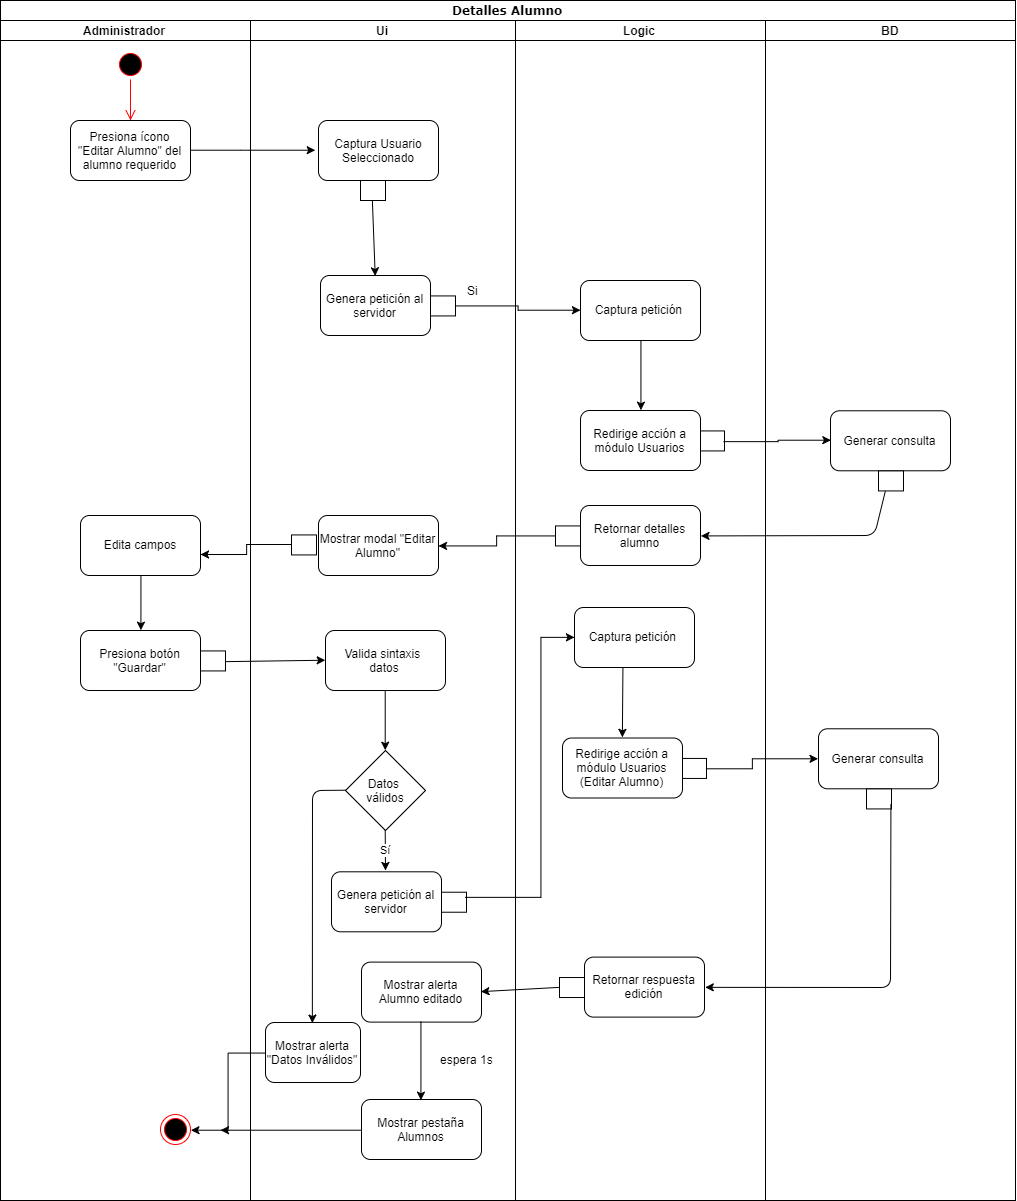 Detalles Alumno
Administrador
Ui
Logic
BD
Presiona ícono
"Editar Alumno" del
alumno requerido
Captura Usuario
Seleccionado
Genera petición al
servidor
Si
Captura petición
Redirige acción a
módulo Usuarios
Generar consulta
Edita campos
Mostrar modal "Editar
Alumno"
Retornar detalles
alumno
Presiona botón
"Guardar"
Valida sintaxis
datos
Captura petición
Datos
válidos
Redirige acción a
módulo Usuarios
(Editar Alumno)
Generar consulta
Sí
Genera petición al
servidor
Mostrar alerta
Alumno editado
Retornar respuesta
edición
Mostrar alerta
"Datos Inválidos"
espera 1s
Mostrar pestaña
Alumnos